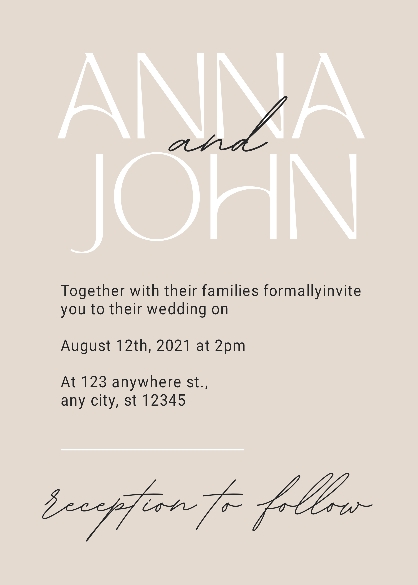 ANNA
and
JOHN
Together with their families formallyinvite
you to their wedding on
August 12th, 2021 at 2pm
At 123 anywhere st.,
any city, st 12345
reception to follow